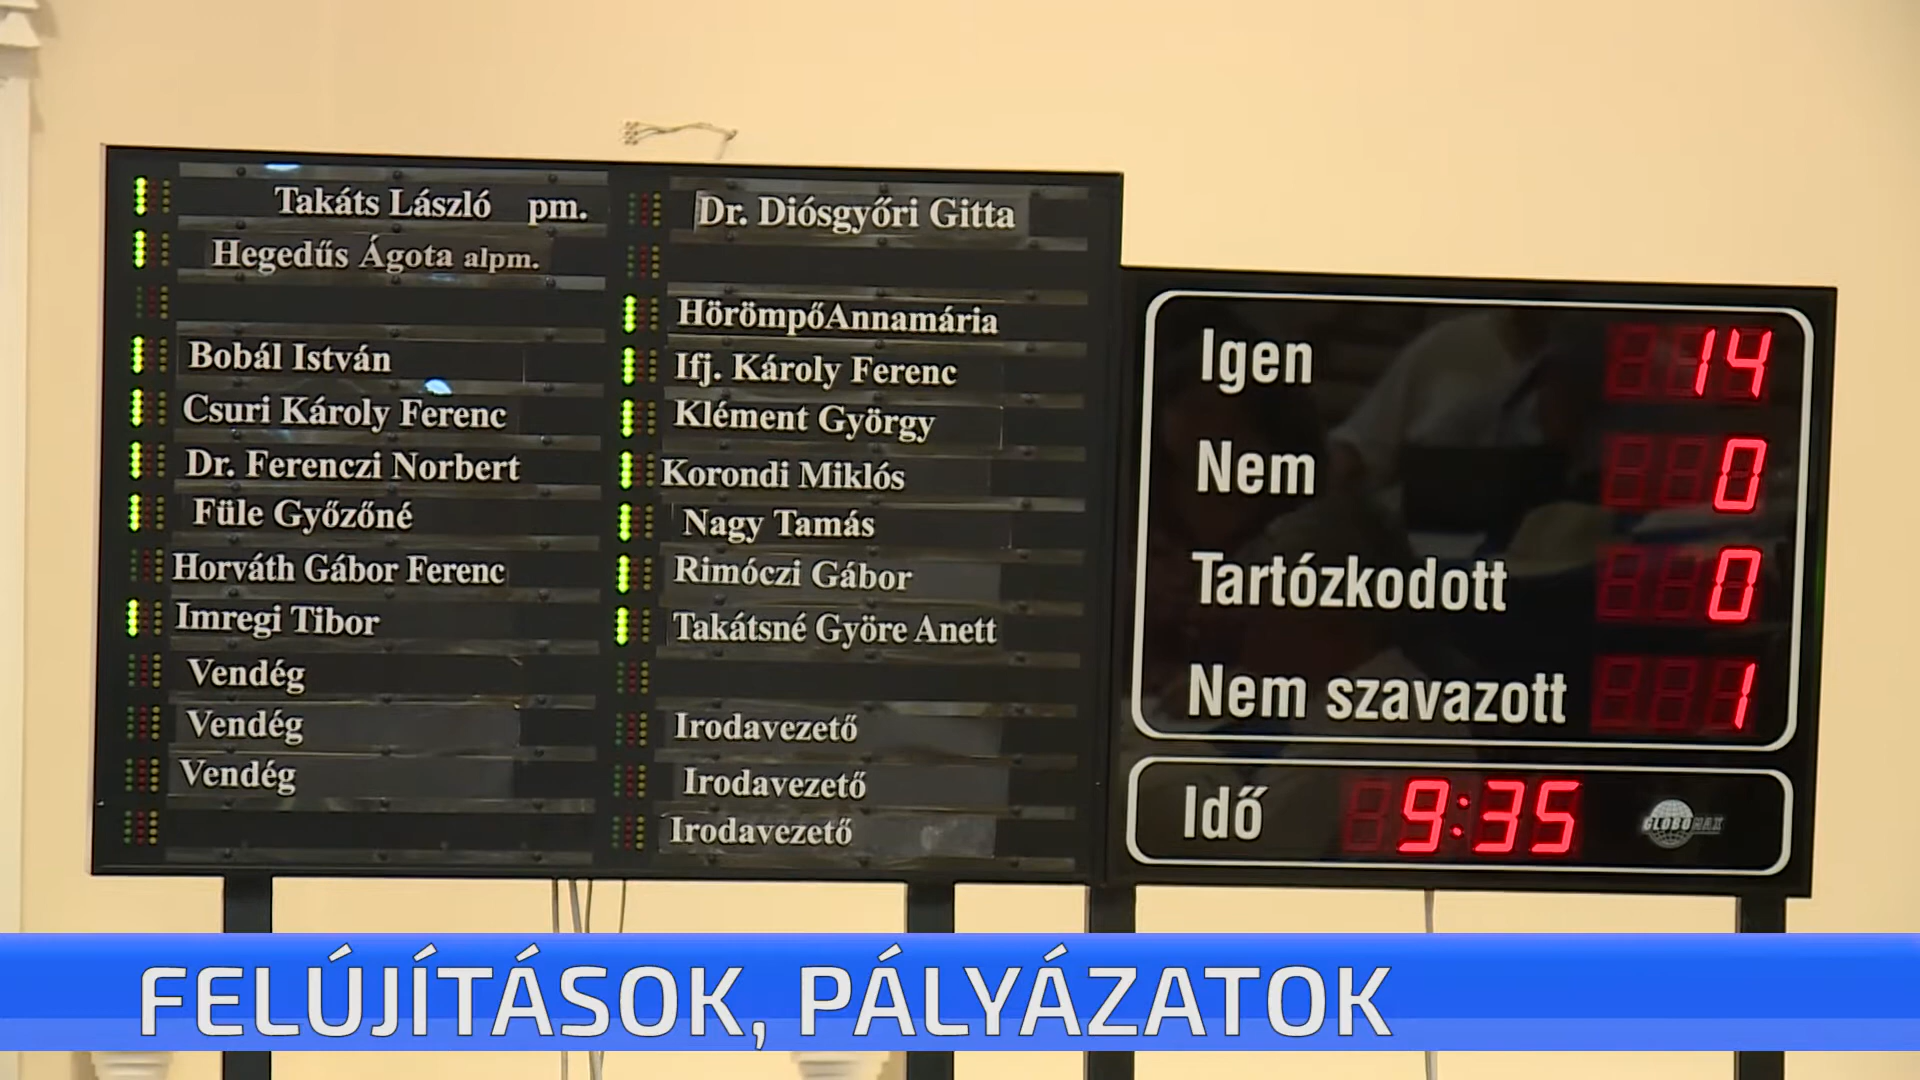 Takáts László pm.
Hegedűs Ágota alpm.
Bobál István
Csuri Károly Ferenc
Dr. Ferenczi Norbert
Füle Győzőné
Horváth Gábor Ferenc
Imregi Tibor
Vendég
Vendég
Vendég
Dr. Diósgyőri Gitta
HörömpőAnnamária
Ifj. Károly Ferenc
Klément György
Korondi Miklós
Nagy Tamás
Rimóczi Gábor
Takátsné Györe Anett
Irodavezető
Irodavezető
Irodavezető
Igen 14
Nem 0
Tartózkodott 0
Nem szavazott 1
Idő 9:35
GLOBOMAX
FELÚJÍTÁSOK, PÁLYÁZATOK